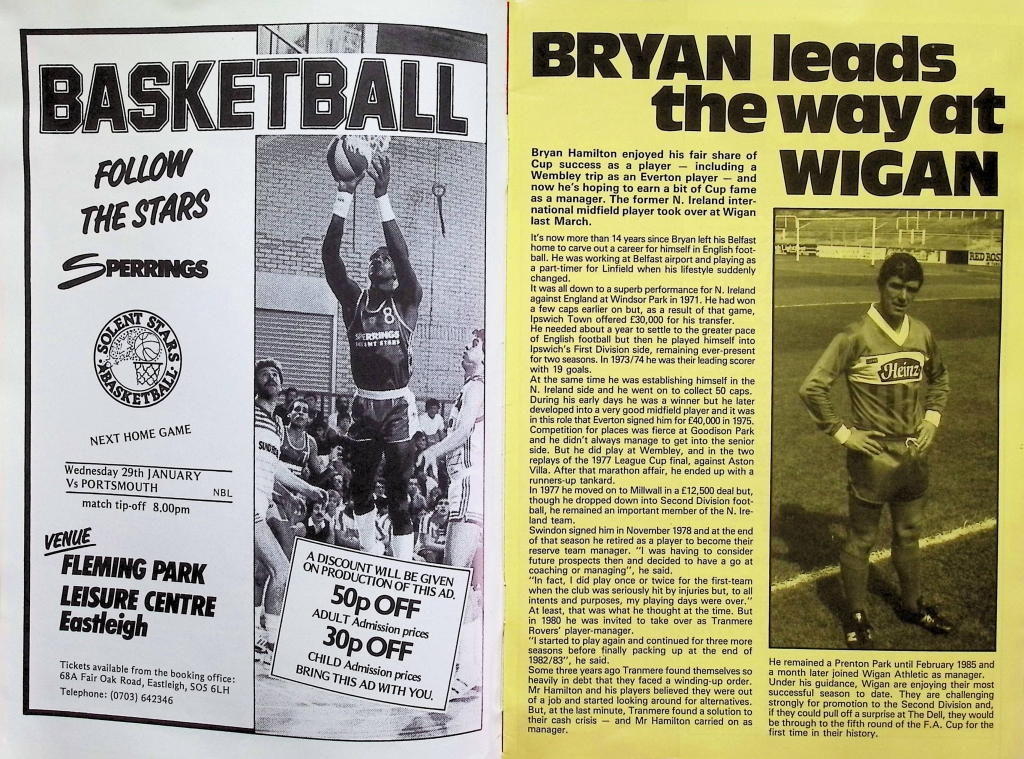 BASKETBALL
FOLLOW
THE STARS
SPERRINGS
SOLENT STARS
BASKETBALL
NEXT HOME GAME
Wednesday 29th JANUARY
Vs PORTSMOUTH
NBL
match tip-off 8.00pm
VENUE
FLEMING PARK
LEISURE CENTRE
Eastleigh
Tickets available from the booking office:
68A Fair Oak Road, Eastleigh, SO5 6LH
Telephone: (0703) 642346
8
SPERRINGS
SOLENT STARS
A DISCOUNT WILL BE GIVEN
ON PRODUCTION OF THIS AD.
50p OFF
ADULT Admission prices
30p OFF
CHILD Admission prices
BRING THIS AD WITH YOU.
BRYAN leads
the way at
WIGAN
Bryan Hamilton enjoyed his fair share of
Cup success as a player — including a
Wembley trip as an Everton player — and
now he's hoping to earn a bit of Cup fame
as a manager. The former N. Ireland inter-
national midfield player took over at Wigan
last March.
It's now more than 14 years since Bryan left his Belfast
home to carve out a career for himself in English foot-
ball. He was working at Belfast airport and playing as
a part-timer for Linfield when his lifestyle suddenly
changed.
It was all down to a superb performance for N. Ireland
against England at Windsor Park in 1971. He had won
a few caps earlier on but, as a result of that game,
Ipswich Town offered £30,000 for his transfer.
He needed about a year to settle to the greater pace
of English football but then he played himself into
Ipswich's First Division side, remaining ever-present
for two seasons. In 1973/74 he was their leading scorer
with 19 goals.
At the same time he was establishing himself in the
N. Ireland side and he went on to collect 50 caps.
During his early days he was a winner but he later
developed into a very good midfield player and it was
in this role that Everton signed him for £40,000 in 1975.
Competition for places was fierce at Goodison Park
and he didn't always manage to get into the senior
side. But he did play at Wembley, and in the two
replays of the 1977 League Cup final, against Aston
Villa. After that marathon affair, he ended up with a
runners-up tankard.
In 1977 he moved on to Millwall in a £12,500 deal but,
though he dropped down into Second Division foot-
ball, he remained an important member of the N. Ire-
land team.
Swindon signed him in November 1978 and at the end
of that season he retired as a player to become their
reserve team manager. "I was having to consider
future prospects then and decided to have a go at
coaching or managing", he said.
"In fact, I did play once or twice for the first-team
when the club was seriously hit by injuries but, to all
intents and purposes, my playing days were over."
At least, that was what he thought at the time. But
in 1980 he was invited to take over as Tranmere
Rovers' player-manager.
"I started to play again and continued for three more
seasons before finally packing up at the end of
1982/83", he said.
Some three years ago Tranmere found themselves so
heavily in debt that they faced a winding-up order.
Mr Hamilton and his players believed they were out
of a job and started looking around for alternatives.
But, at the last minute, Tranmere found a solution to
their cash crisis — and Mr Hamilton carried on as
manager.
RED ROS
Heinz
He remained a Prenton Park until February 1985 and
a month later joined Wigan Athletic as manager.
Under his guidance, Wigan are enjoying their most
successful season to date. They are challenging
strongly for promotion to the Second Division and,
if they could pull off a surprise at The Dell, they would
be through to the fifth round of the F.A. Cup for the
first time in their history.